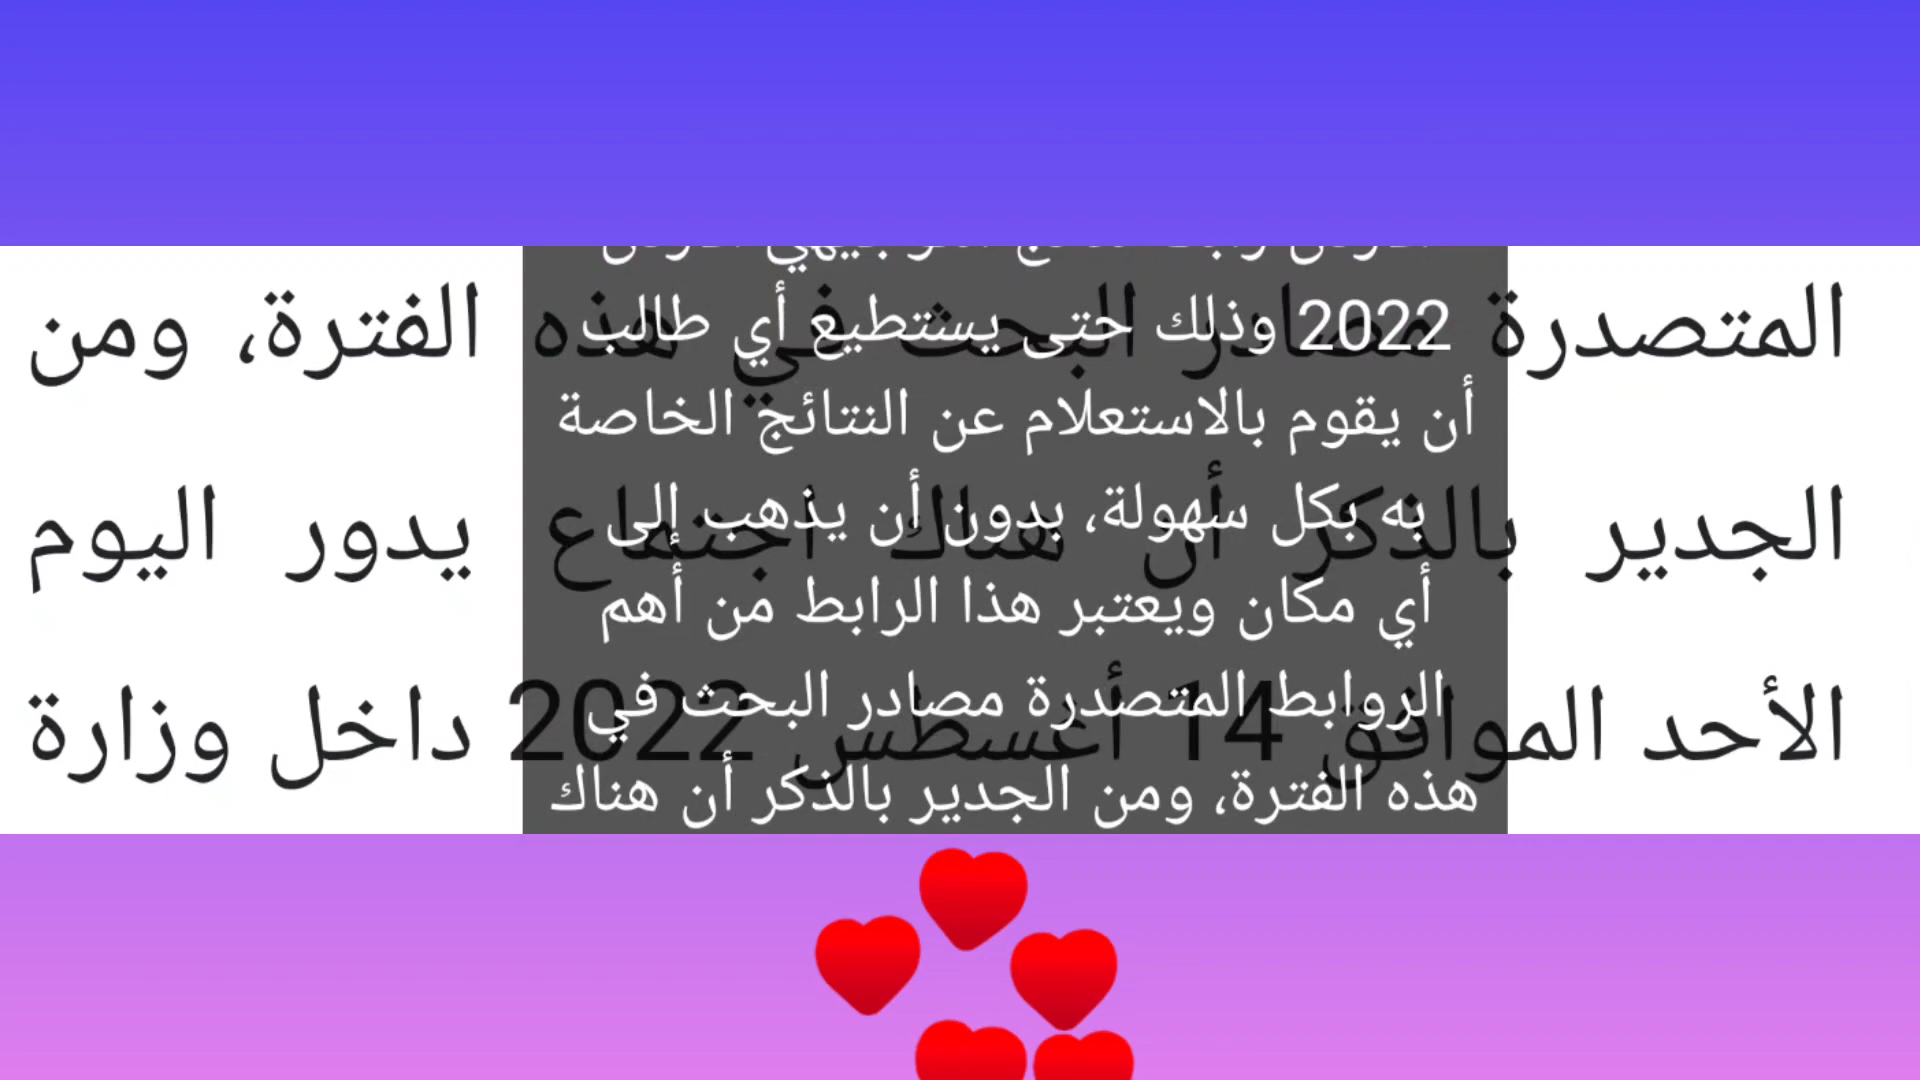 2022 وذلك حتى يستطيع أي طالب
أن يقوم بالاستعلام عن النتائج الخاصة
به بكل سهولة، بدون أن يذهب إلى
أي مكان ويعتبر هذا الرابط من أهم
الروابط المتصدرة مصادر البحث في
هذه الفترة، ومن الجدير بالذكر أن هناك
المتصدرة مصادر البحث في هذه الفترة، ومن
الجدير بالذكر أن هناك اجتماع يدور اليوم
الأحد الموافق 14 أغسطس 2022 داخل وزارة